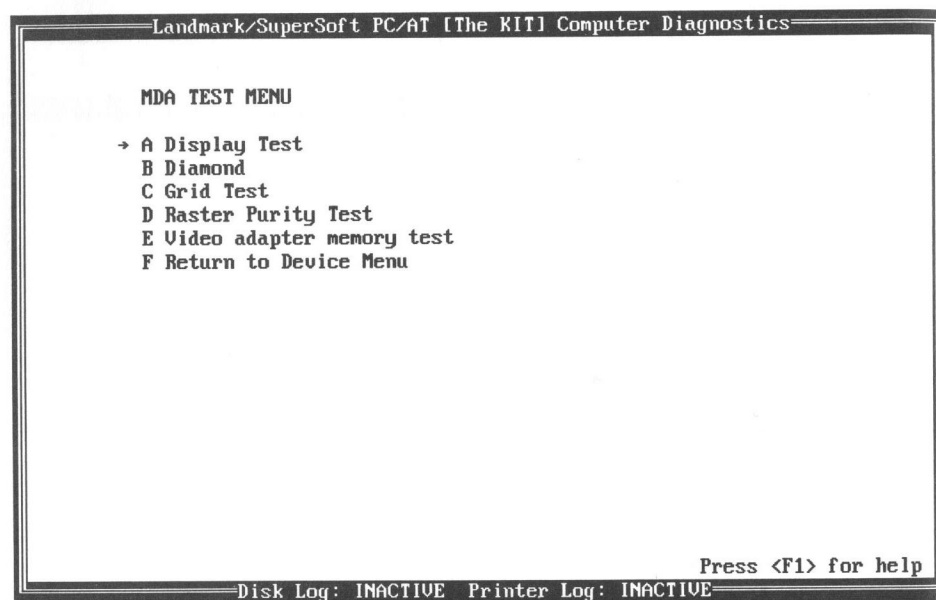 Landmark/SuperSoft PC/AT [The KIT] Computer Diagnostics
MDA TEST MENU
→ A Display Test
B Diamond
C Grid Test
D Raster Purity Test
E Video adapter memory test
F Return to Device Menu
Press <F1> for help
Disk Log: INACTIVE Printer Log: INACTIVE